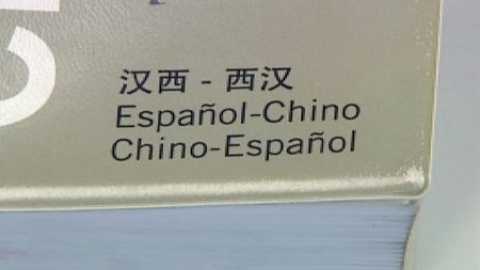 汉西 - 西汉
Español-Chino
Chino-Español